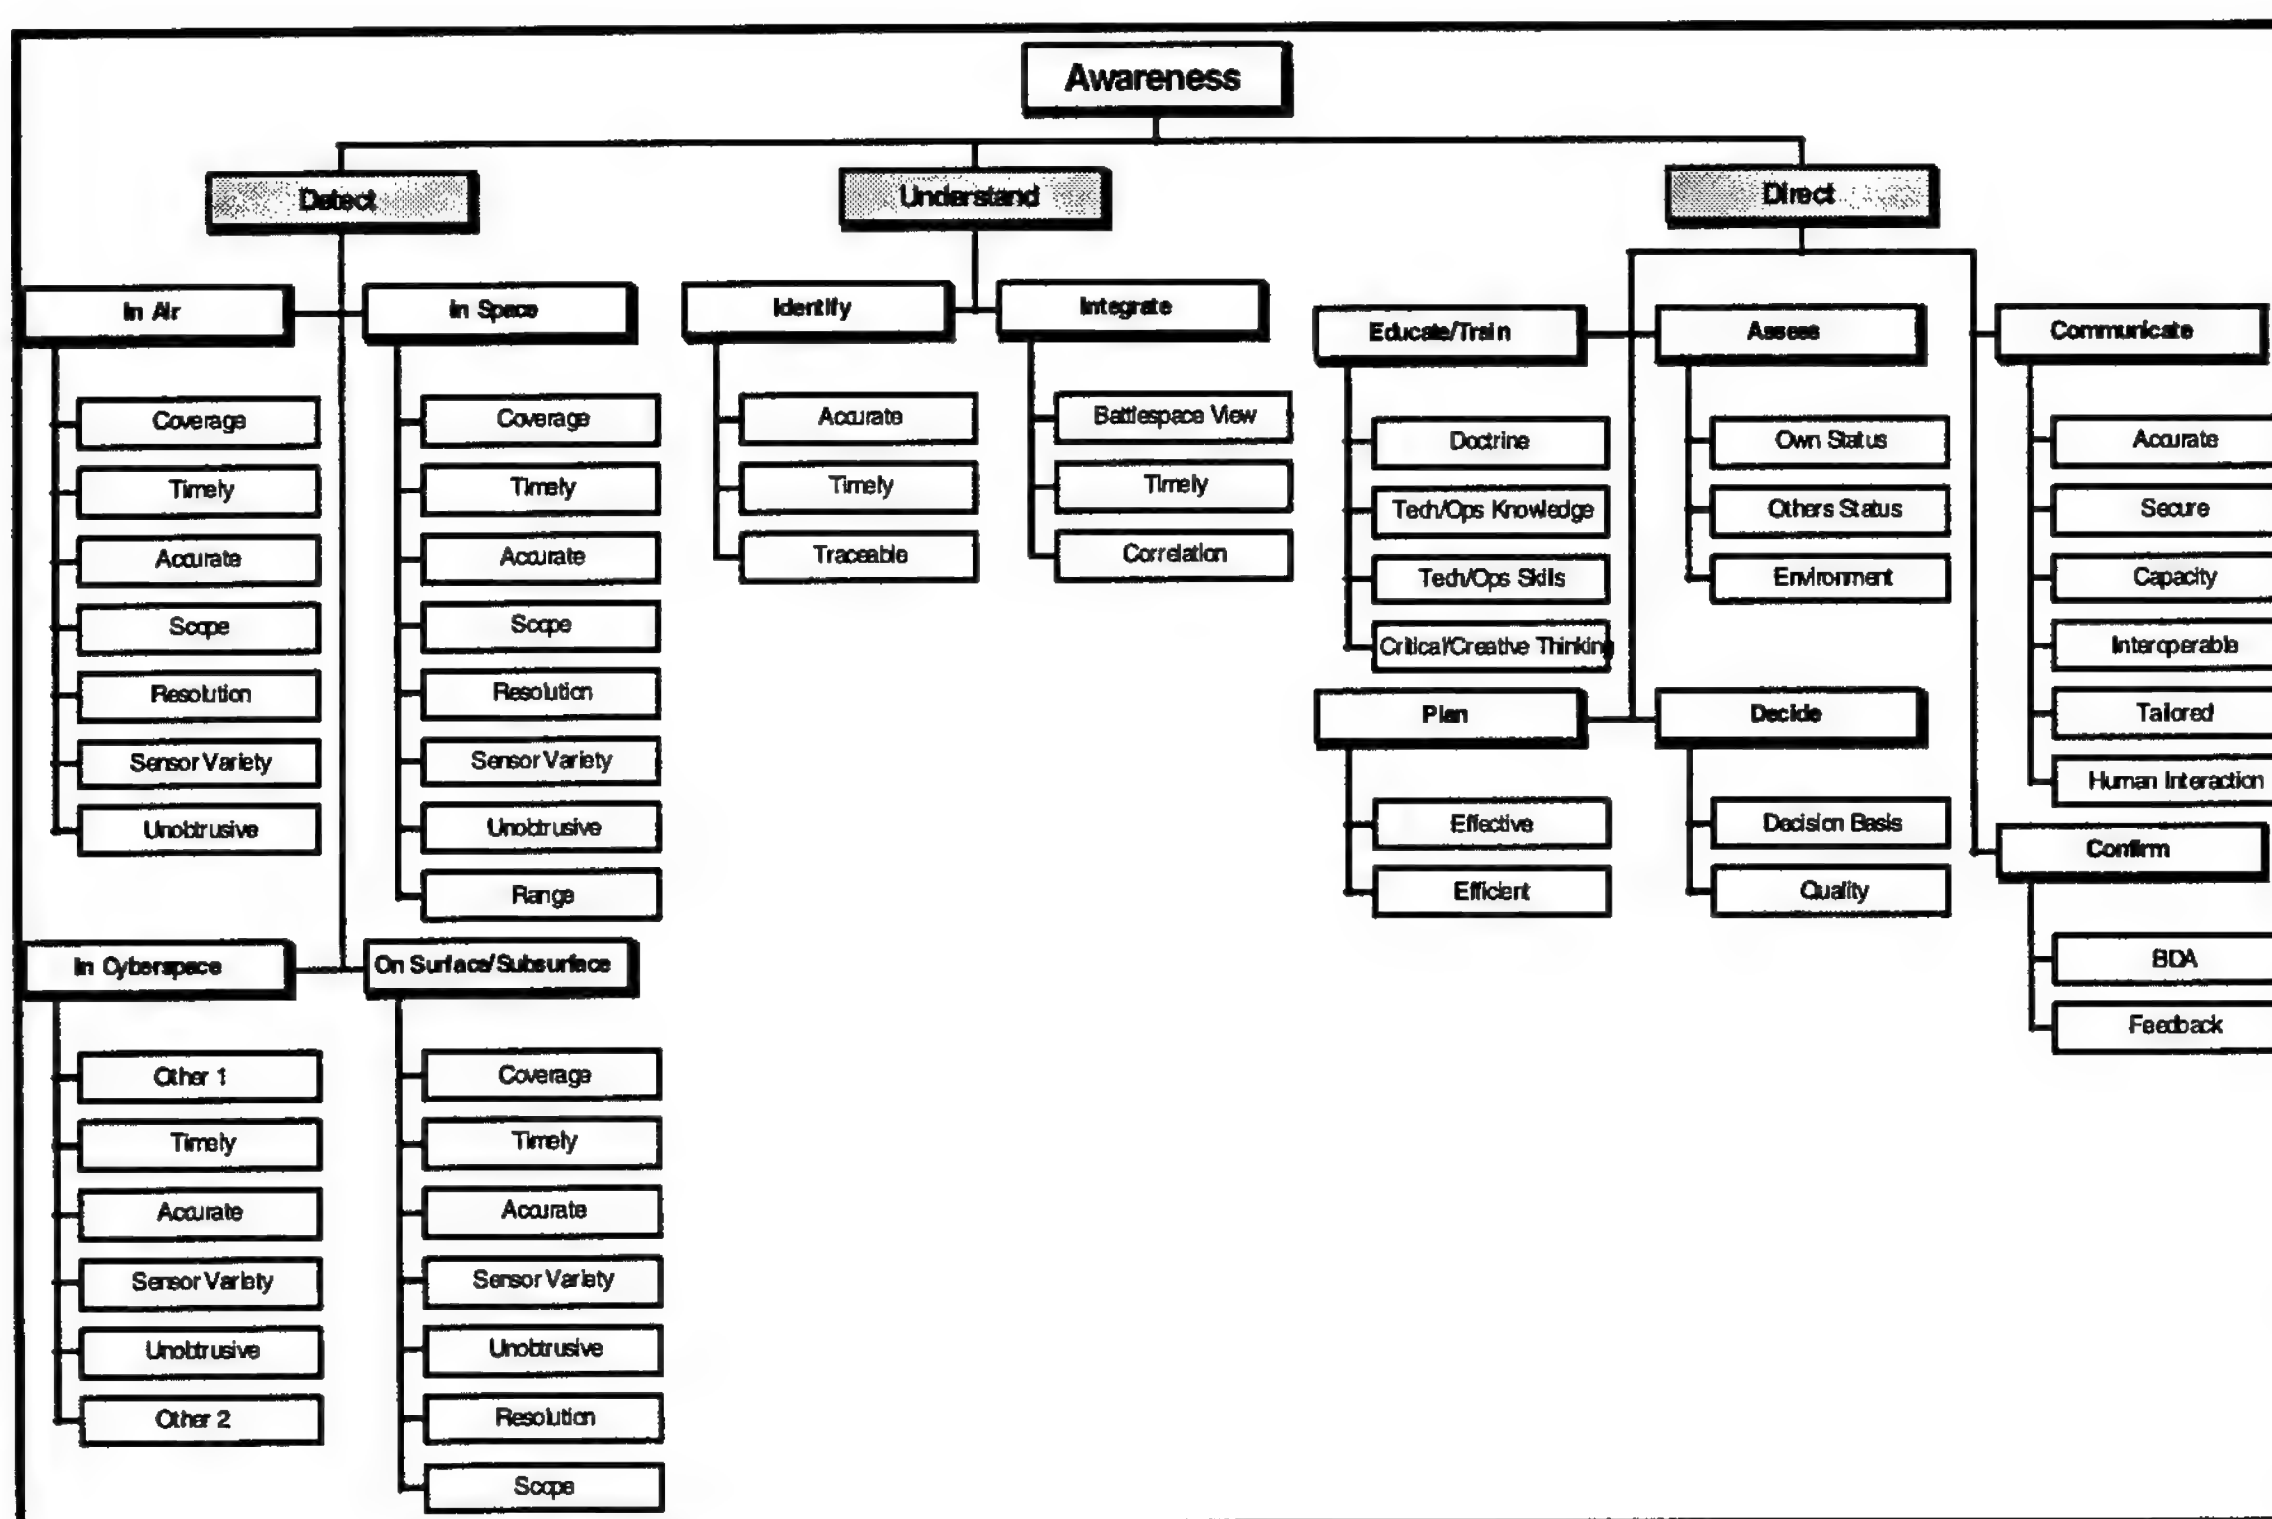 Awareness
Detect
Understand
Direct
In Air
In Space
Identify
Integrate
Educate/Train
Assess
Communicate
Coverage
Timely
Accurate
Scope
Resolution
Sensor Variety
Unobtrusive
Coverage
Timely
Accurate
Scope
Resolution
Sensor Variety
Unobtrusive
Range
Accurate
Timely
Traceable
Battlespace View
Timely
Correlation
Doctrine
Tech/Ops Knowledge
Tech/Ops Skills
Critical/Creative Thinking
Own Status
Others Status
Environment
Accurate
Secure
Capacity
Interoperable
Tailored
Human Interaction
Plan
Decide
Effective
Efficient
Decision Basis
Quality
Confirm
BDA
Feedback
In Cyberspace
On Surface/Subsurface
Other 1
Timely
Accurate
Sensor Variety
Unobtrusive
Other 2
Coverage
Timely
Accurate
Sensor Variety
Unobtrusive
Resolution
Scope